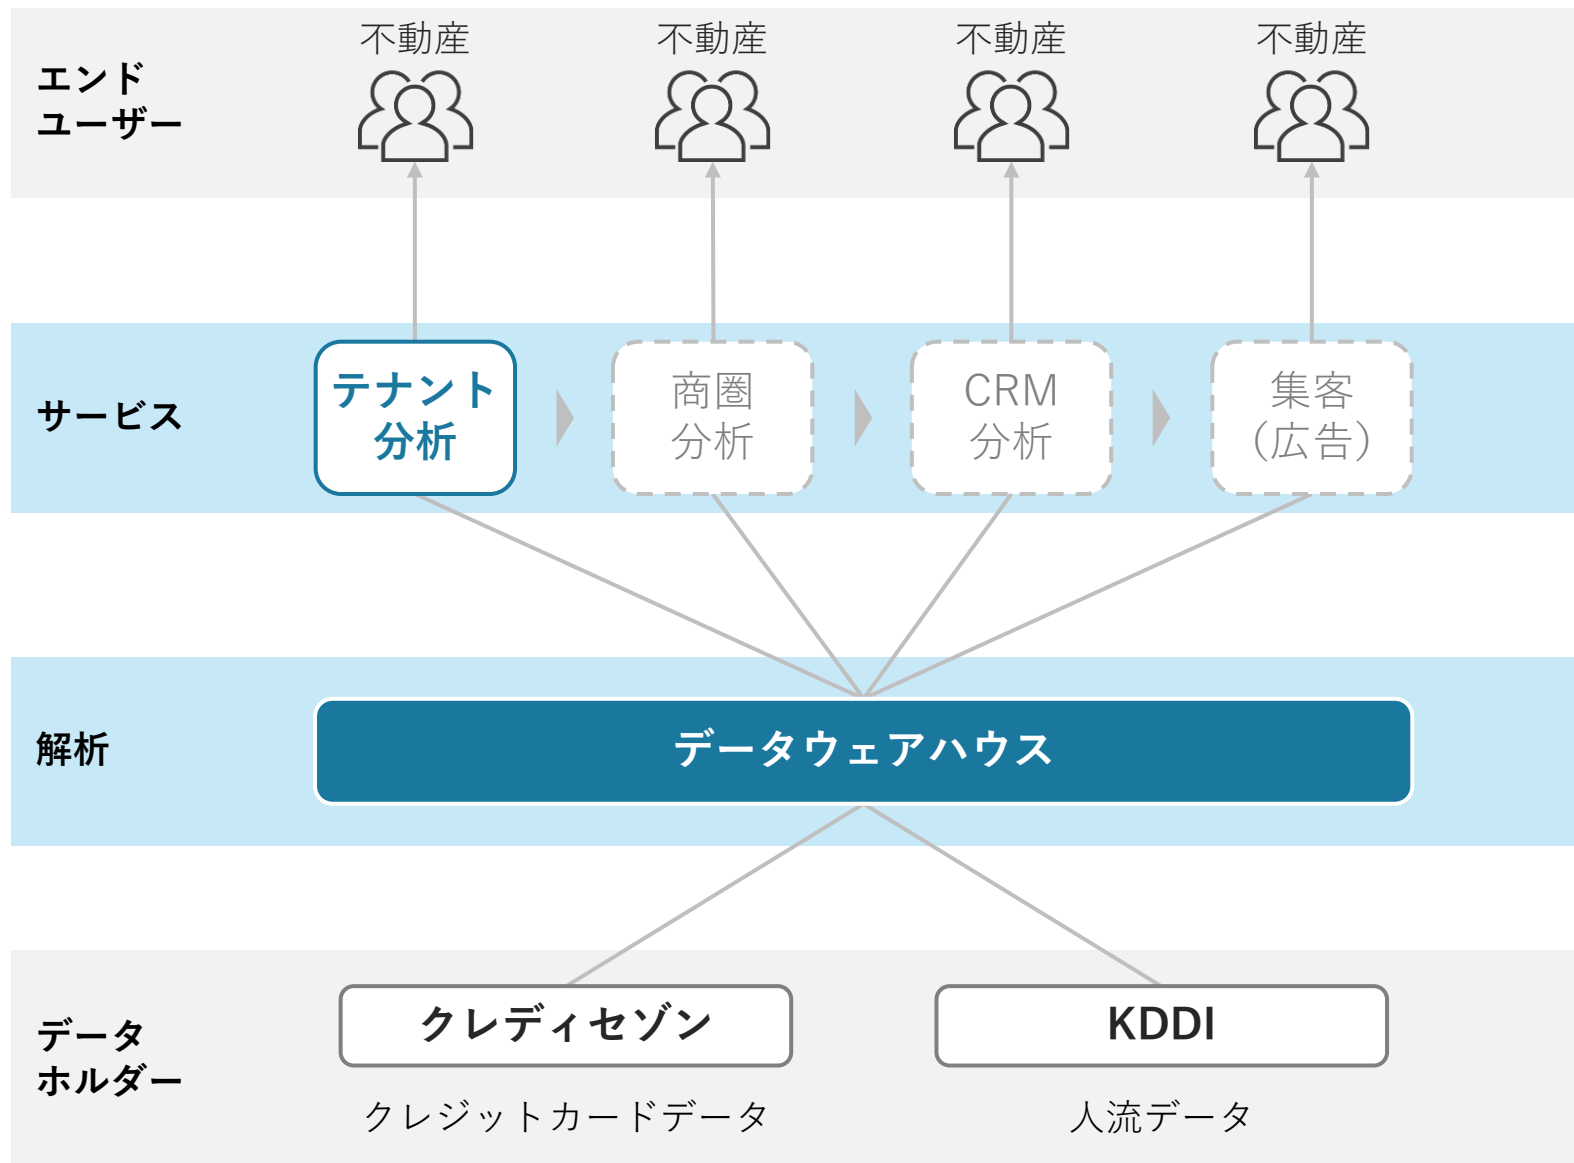 不動産
不動産
不動産
不動産
エンド
ユーザー
サービス
テナント
分析
商圏
分析
CRM
分析
集客
（広告）
解析
データウェアハウス
データ
ホルダー
クレディセゾン
KDDI
クレジットカードデータ
人流データ